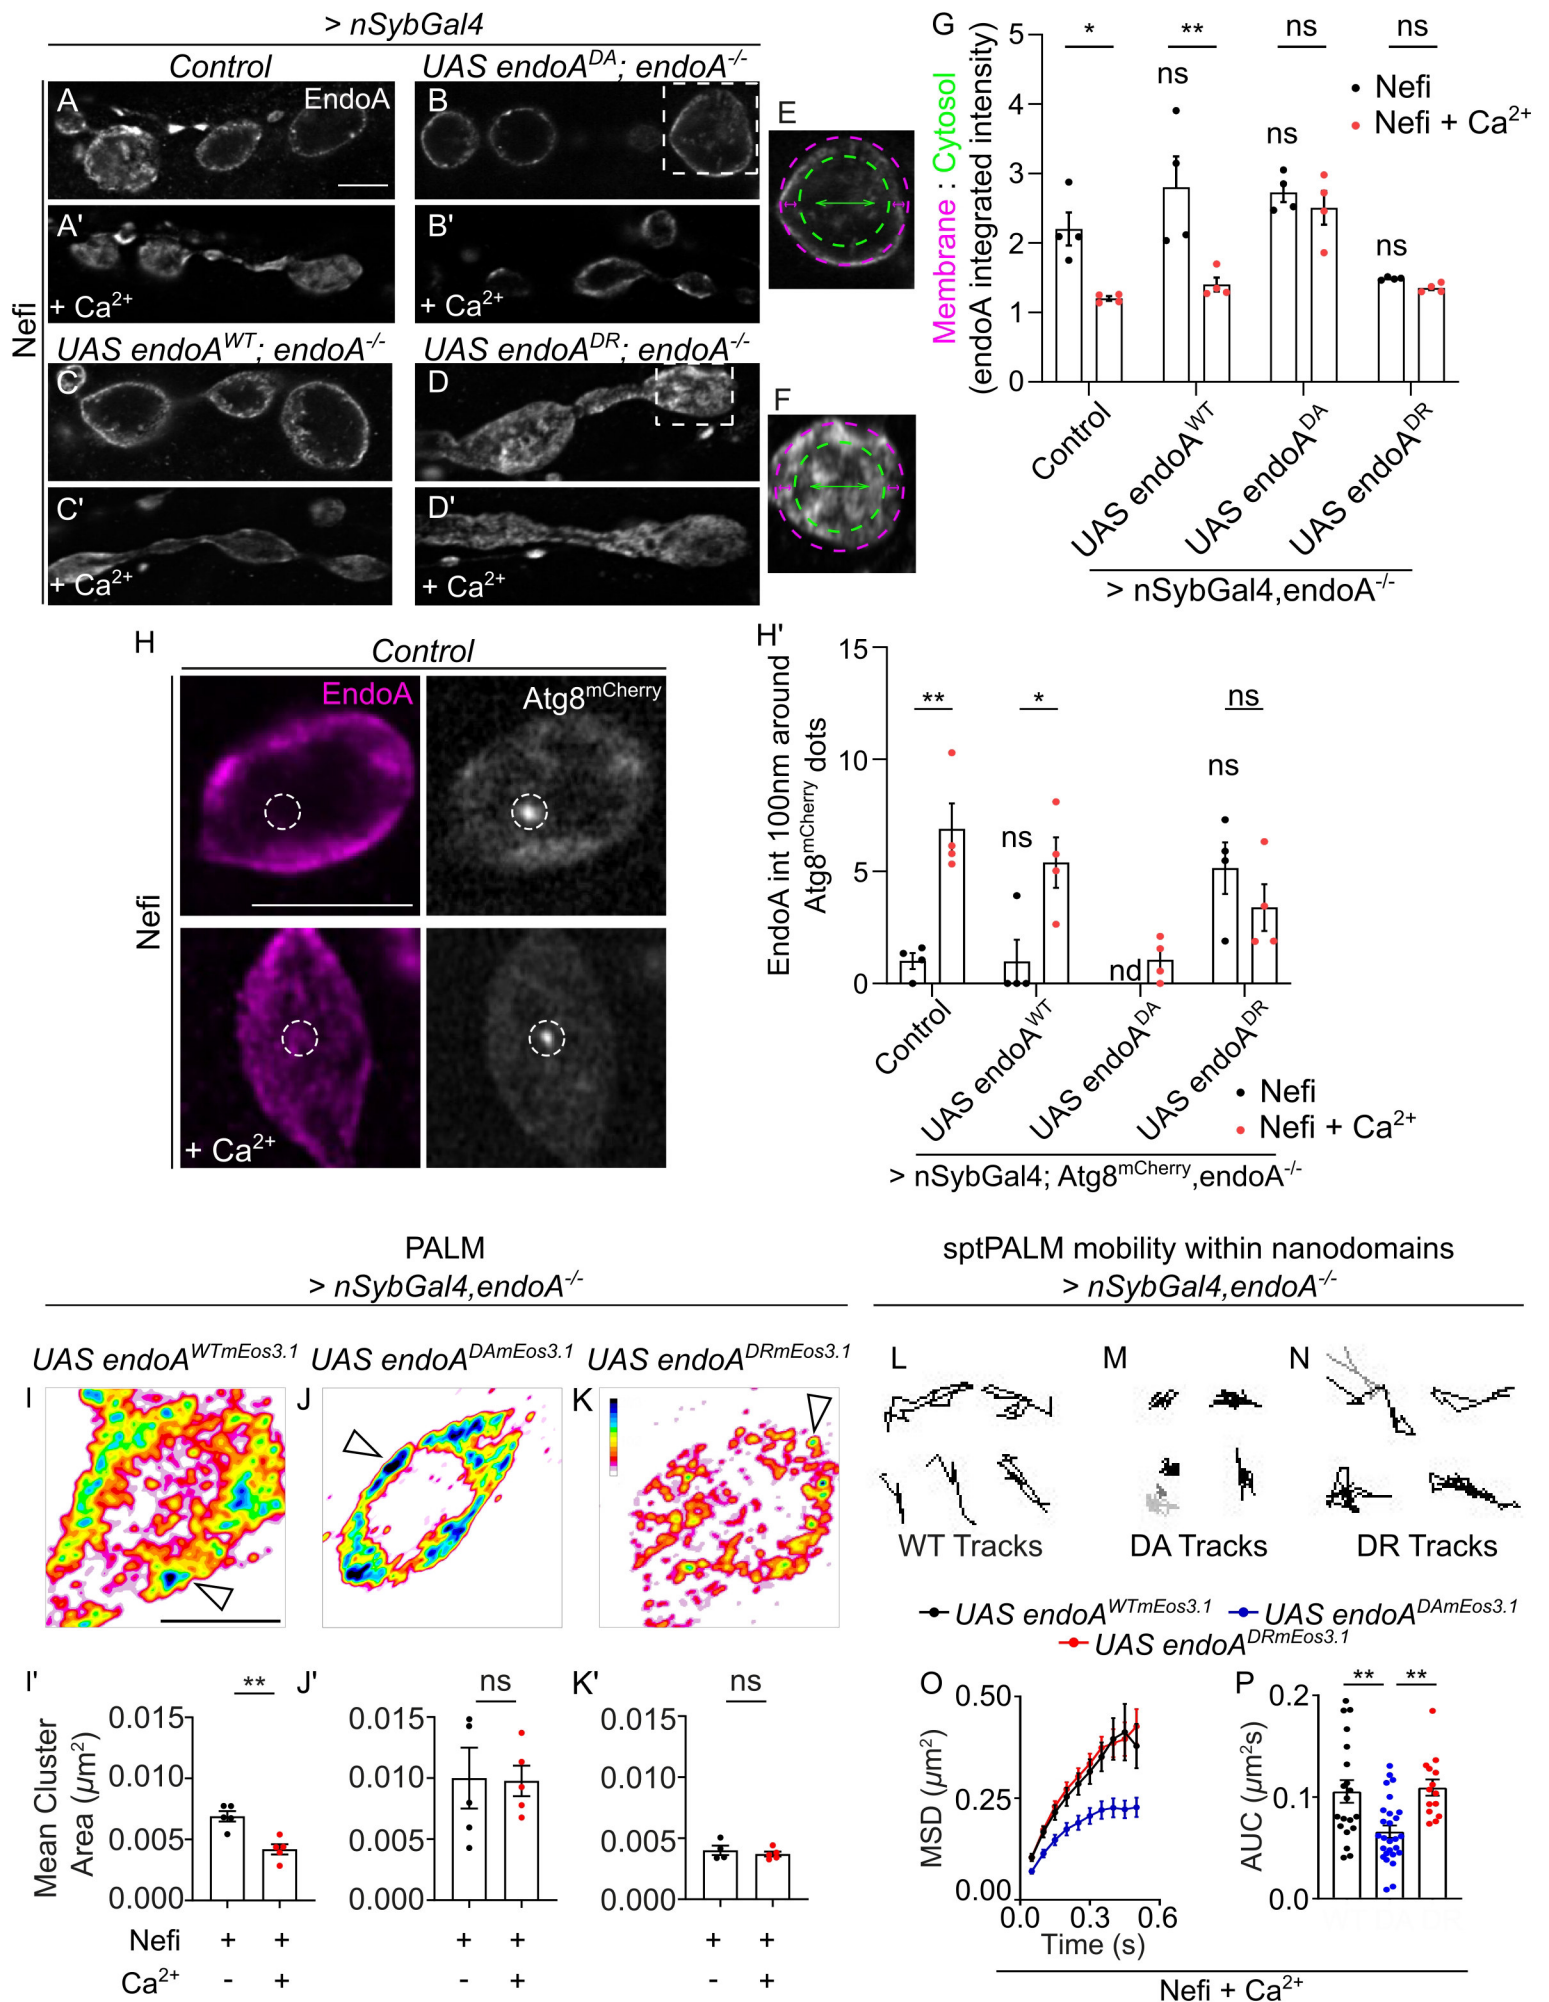 > nSybGal4
Control
UAS endoA^DA; endoA^-/-
Nefi
A
EndoA
B
A'
+ Ca²⁺
B'
+ Ca²⁺
UAS endoA^WT; endoA^-/-
UAS endoA^DR; endoA^-/-
C
D
C'
+ Ca²⁺
D'
+ Ca²⁺
E
F
G
Membrane : Cytosol
(endoA integrated intensity)
5
4
3
2
1
0
*
**
ns
ns
ns
ns
ns
Nefi
Nefi + Ca²⁺
Control
UAS endoA^WT
UAS endoA^DA
UAS endoA^DR
> nSybGal4,endoA^-/-
H
Control
Nefi
EndoA
Atg8^mCherry
+ Ca²⁺
H'
EndoA int 100nm around
Atg8^mCherry dots
15
10
5
0
**
*
ns
ns
nd
ns
Control
UAS endoA^WT
UAS endoA^DA
UAS endoA^DR
Nefi
Nefi + Ca²⁺
> nSybGal4; Atg8^mCherry,endoA^-/-
PALM
> nSybGal4,endoA^-/-
UAS endoA^WTmEos3.1
UAS endoA^DAmEos3.1
UAS endoA^DRmEos3.1
I
J
K
I'
**
J'
ns
K'
ns
Mean Cluster
Area (µm²)
0.015
0.010
0.005
0.000
0.015
0.010
0.005
0.000
0.015
0.010
0.005
0.000
Nefi + + + + + +
Ca²⁺ - + - + - +
sptPALM mobility within nanodomains
> nSybGal4,endoA^-/-
L
M
N
WT Tracks
DA Tracks
DR Tracks
UAS endoA^WTmEos3.1
UAS endoA^DAmEos3.1
UAS endoA^DRmEos3.1
O
MSD (µm²)
0.50
0.25
0.00
0.0 0.3 0.6
Time (s)
P
AUC (µm²s)
** **
0.2
0.1
0.0
WT DA DR
Nefi + Ca²⁺